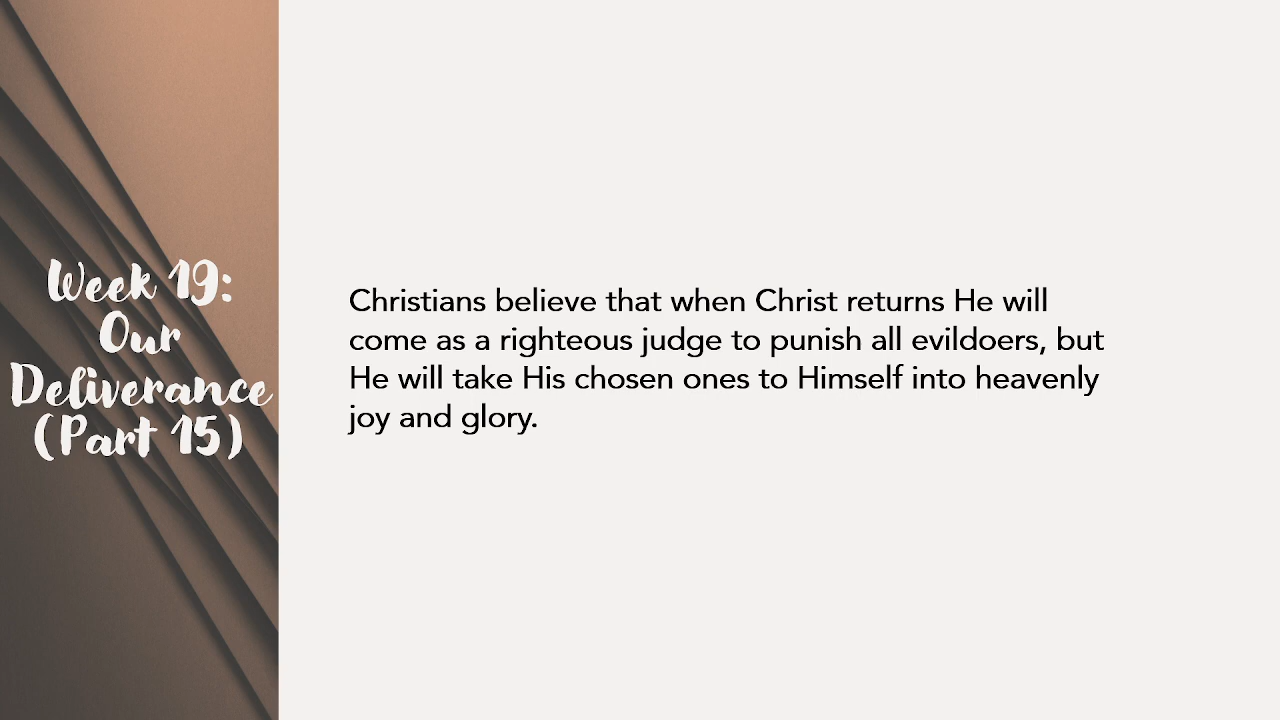 Week 19:
Our
Deliverance
(Part 15)
Christians believe that when Christ returns He will
come as a righteous judge to punish all evildoers, but
He will take His chosen ones to Himself into heavenly
joy and glory.